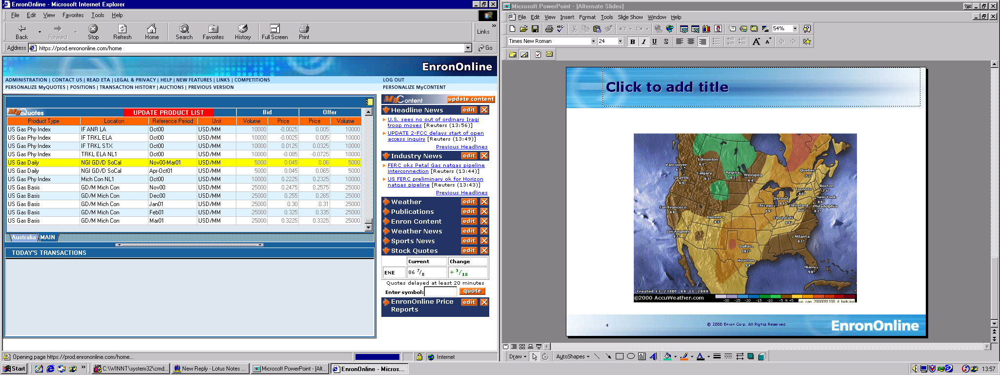 EnronOnline - Microsoft Internet Explorer
File Edit View Favorites Tools Help
Back Forward Stop Refresh Home Search Favorites History Full Screen Print Links »
Address https://prod.enrononline.com/home Go
EnronOnline
ADMINISTRATION | CONTACT US | READ ETA | LEGAL & PRIVACY | HELP | NEW FEATURES | LINKS | COMPETITIONS LOG OUT
PERSONALIZE MyQUOTES | POSITIONS | TRANSACTION HISTORY | AUCTIONS | PREVIOUS VERSION PERSONALIZE MyCONTENT
MyQuotes UPDATE PRODUCT LIST Bid Offer
Product Type Location Reference Period Unit Volume Price Price Volume
US Gas Phy Index IF ANR LA Oct00 USD/MM 10000 -0.0025 0.005 10000
US Gas Phy Index IF TRKL ELA Oct00 USD/MM 10000 -0.0025 0.005 10000
US Gas Phy Index IF TRKL STX Oct00 USD/MM 10000 0.0125 0.0325 10000
US Gas Phy Index TRKL ELA NL1 Oct00 USD/MM 10000 -0.085 -0.0725 10000
US Gas Daily NGI GD/D SoCal Nov00-Mar01 USD/MM 5000 0.045 0.06 5000
US Gas Daily NGI GD/D SoCal Apr-Oct01 USD/MM 5000 0.045 0.065 5000
US Gas Phy Index Mich Con NL1 Oct00 USD/MM 10000 0.2225 0.2325 10000
US Gas Basis GD/M Mich Con Nov00 USD/MM 25000 0.2475 0.2575 25000
US Gas Basis GD/M Mich Con Dec00 USD/MM 25000 0.255 0.265 25000
US Gas Basis GD/M Mich Con Jan01 USD/MM 25000 0.30 0.31 25000
US Gas Basis GD/M Mich Con Feb01 USD/MM 25000 0.325 0.335 25000
US Gas Basis GD/M Mich Con Mar01 USD/MM 25000 0.3225 0.3325 25000
Australia MAIN
TODAY'S TRANSACTIONS
MyContent update content
Headline News edit
U.S. sees no out of ordinary Iraqi
troop moves [Reuters (13:56)]
UPDATE 2-FCC delays start of open
access inquiry [Reuters (13:49)]
Previous Headlines
Industry News edit
FERC oks Petal Gas natgas pipeline
interconnection [Reuters (13:44)]
US FERC preliminary ok for Horizon
natgas pipeline [Reuters (13:43)]
Previous Headlines
Weather edit
Publications edit
Enron Content edit
Weather News edit
Sports News edit
Stock Quotes edit
Current Change
ENE 86 7/8 + 3/16
Quotes delayed at least 20 minutes
Enter symbol: quote
EnronOnline Price edit
Reports
Opening page https://prod.enrononline.com/home... Internet
Microsoft PowerPoint - [Alternate Slides]
File Edit View Insert Format Tools Slide Show Window Help
ABC 54%
Times New Roman 24 B I U S A A
Click to add title
Edmonton
61°
Vancouver
63°
Calgary
63°
Regina
62°
Winnipeg
64°
Quebec
73°
Seattle
69°
Toronto
80°
Boston
74°
New York
80°
Detroit
81°
Philadelphia
83°
Chicago
89°
Cleveland
81°
San Francisco
68°
Denver
83°
Cincinnati
84°
Los Angeles
87°
Atlanta
87°
Dallas
102°
Houston
94°
Miami
90°
Created 13:23EDT 09/11/2000
©2000 AccuWeather.com -30 -25 -20 -15 -10 -5 N +5
us_can_2000091100_d_high.jpg
4 © 2000 Enron Corp. All Rights Reserved EnronOnline
Draw AutoShapes A
Start » C:\WINNT\system32\cmd... New Reply - Lotus Notes ... Microsoft PowerPoint - [Alt... EnronOnline - Micros... 13:57